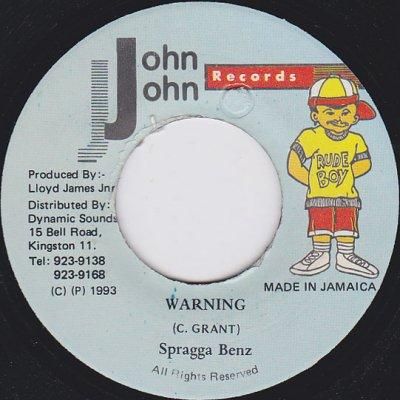 John
John
Records
RUDE
BOY
Produced By:-
Lloyd James Jnr
Distributed By:
Dynamic Sounds
15 Bell Road,
Kingston 11.
Tel: 923-9138
923-9168
(C) (P) 1993
MADE IN JAMAICA
WARNING
(C. GRANT)
Spragga Benz
All Rights Reserved